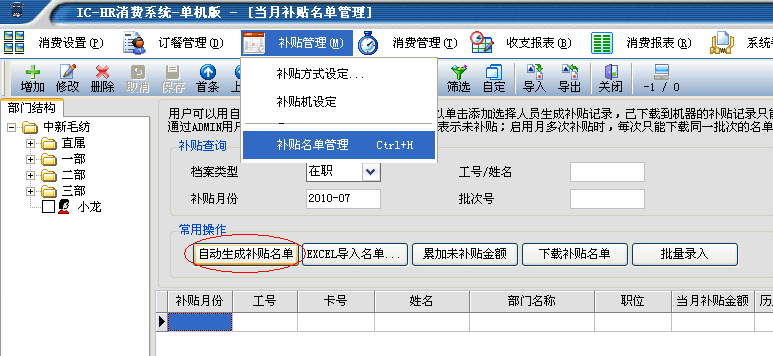 IC-HR消费系统-单机版 - [当月补贴名单管理]
消费设置(P) 订餐管理(D) 补贴管理(M) 消费管理(T) 收支报表(B) 消费报表(R) 系统
增加 修改 删除 取消 保存 首条 上 筛选 自定 导入 导出 关闭 -1 / 0
补贴方式设定...
补贴机设定
补贴名单管理 Ctrl+H
部门结构
中新毛纺
直属
一部
二部
三部
小龙
用户可以用自 以单击添加选择人员生成补贴记录，已下载到机器的补贴记录只能
通过ADMIN用户 表示未补贴；启用月多次补贴时，每次只能下载同一批次的名单
补贴查询
档案类型 在职 工号/姓名
补贴月份 2010-07 批次号
常用操作
自动生成补贴名单 EXCEL导入名单... 累加未补贴金额 下载补贴名单 批量录入
补贴月份 工号 卡号 姓名 部门名称 职位 当月补贴金额 历